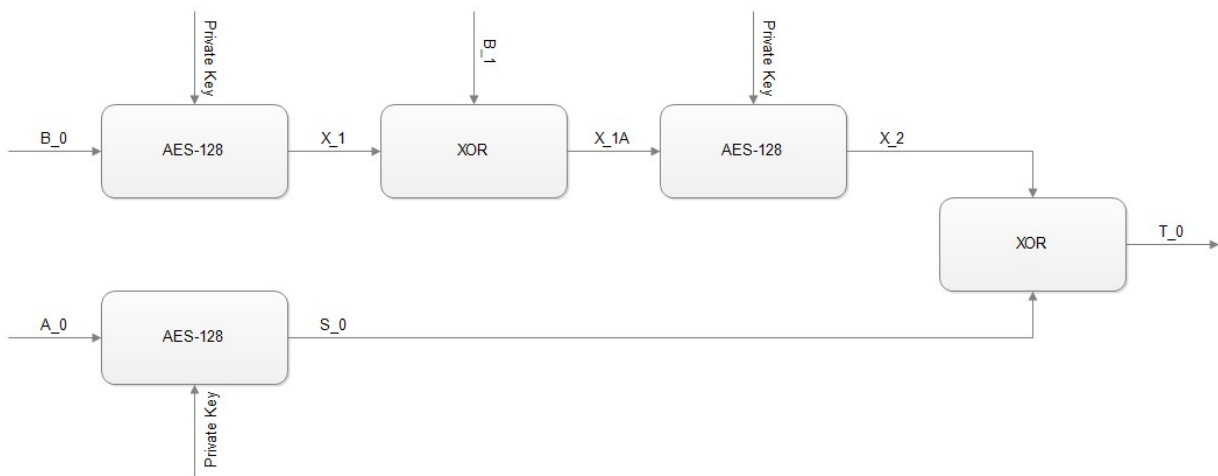 Private Key
B_1
Private Key
B_0
AES-128
X_1
XOR
X_1A
AES-128
X_2
XOR
T_0
A_0
AES-128
S_0
Private Key